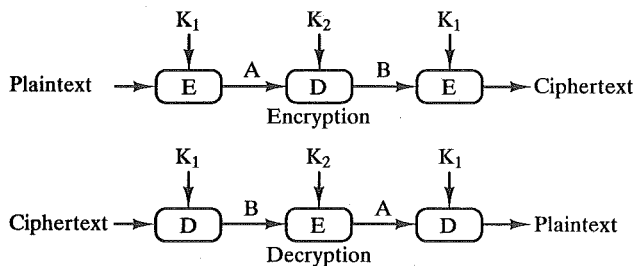 K1 K2 K1
Plaintext E A D B E Ciphertext
Encryption
K1 K2 K1
Ciphertext D B E A D Plaintext
Decryption